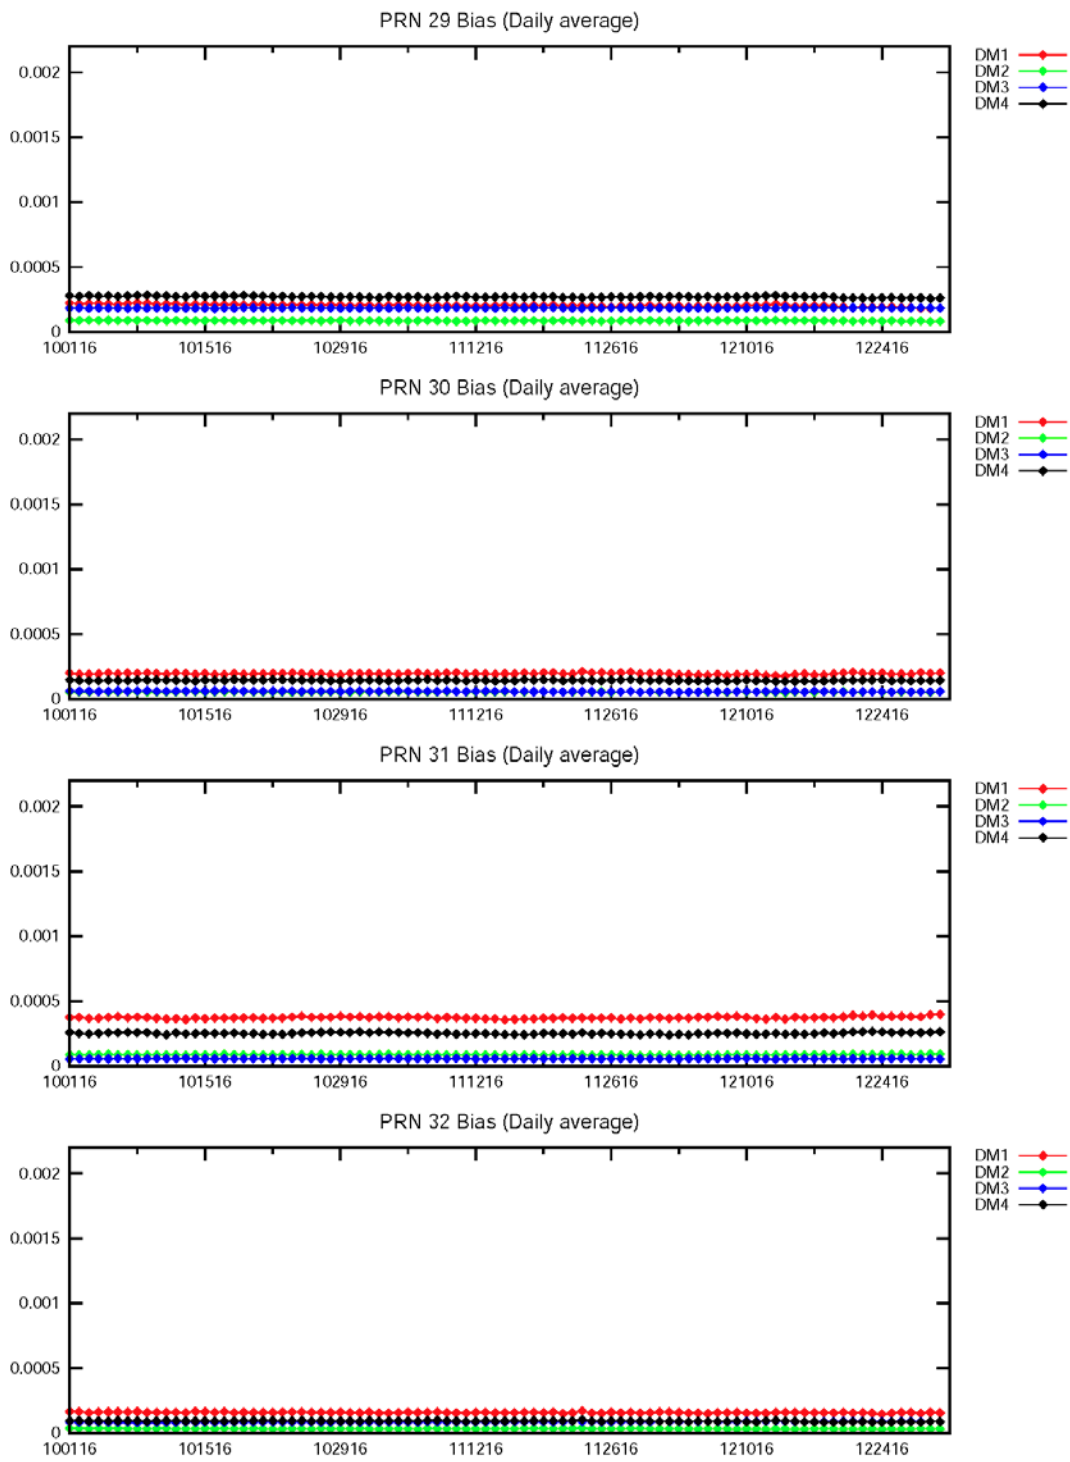 PRN 29 Bias (Daily average)
0.002
0.0015
0.001
0.0005
0
100116 101516 102916 111216 112616 121016 122416
DM1
DM2
DM3
DM4
PRN 30 Bias (Daily average)
0.002
0.0015
0.001
0.0005
0
100116 101516 102916 111216 112616 121016 122416
DM1
DM2
DM3
DM4
PRN 31 Bias (Daily average)
0.002
0.0015
0.001
0.0005
0
100116 101516 102916 111216 112616 121016 122416
DM1
DM2
DM3
DM4
PRN 32 Bias (Daily average)
0.002
0.0015
0.001
0.0005
0
100116 101516 102916 111216 112616 121016 122416
DM1
DM2
DM3
DM4